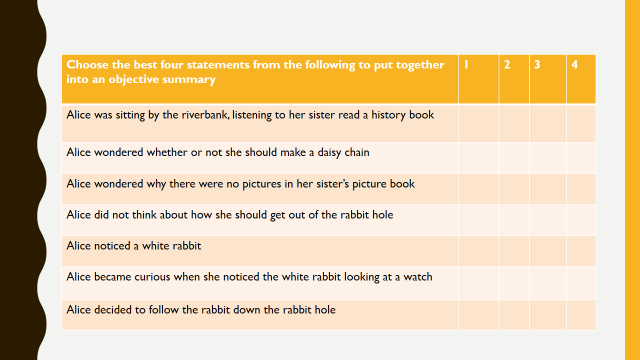 Choose the best four statements from the following to put together
into an objective summary
1 2 3 4
Alice was sitting by the riverbank, listening to her sister read a history book
Alice wondered whether or not she should make a daisy chain
Alice wondered why there were no pictures in her sister's picture book
Alice did not think about how she should get out of the rabbit hole
Alice noticed a white rabbit
Alice became curious when she noticed the white rabbit looking at a watch
Alice decided to follow the rabbit down the rabbit hole